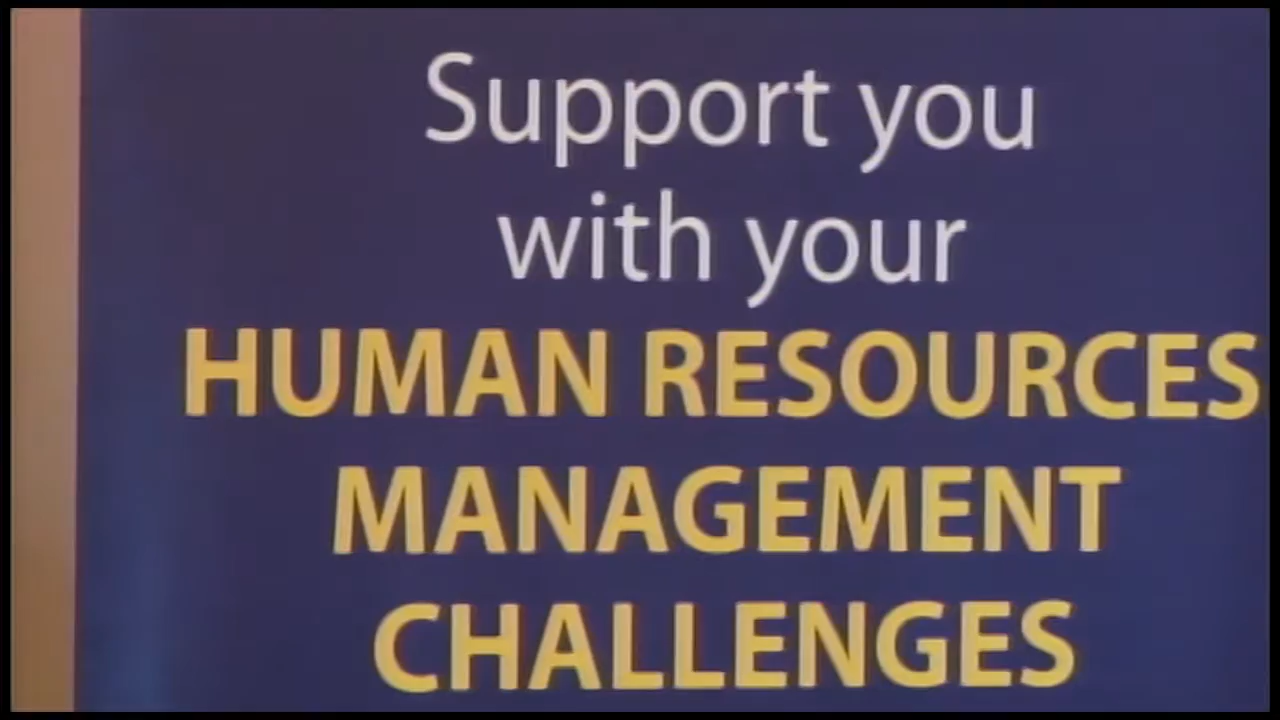 Support you
with your
HUMAN RESOURCES
MANAGEMENT
CHALLENGES